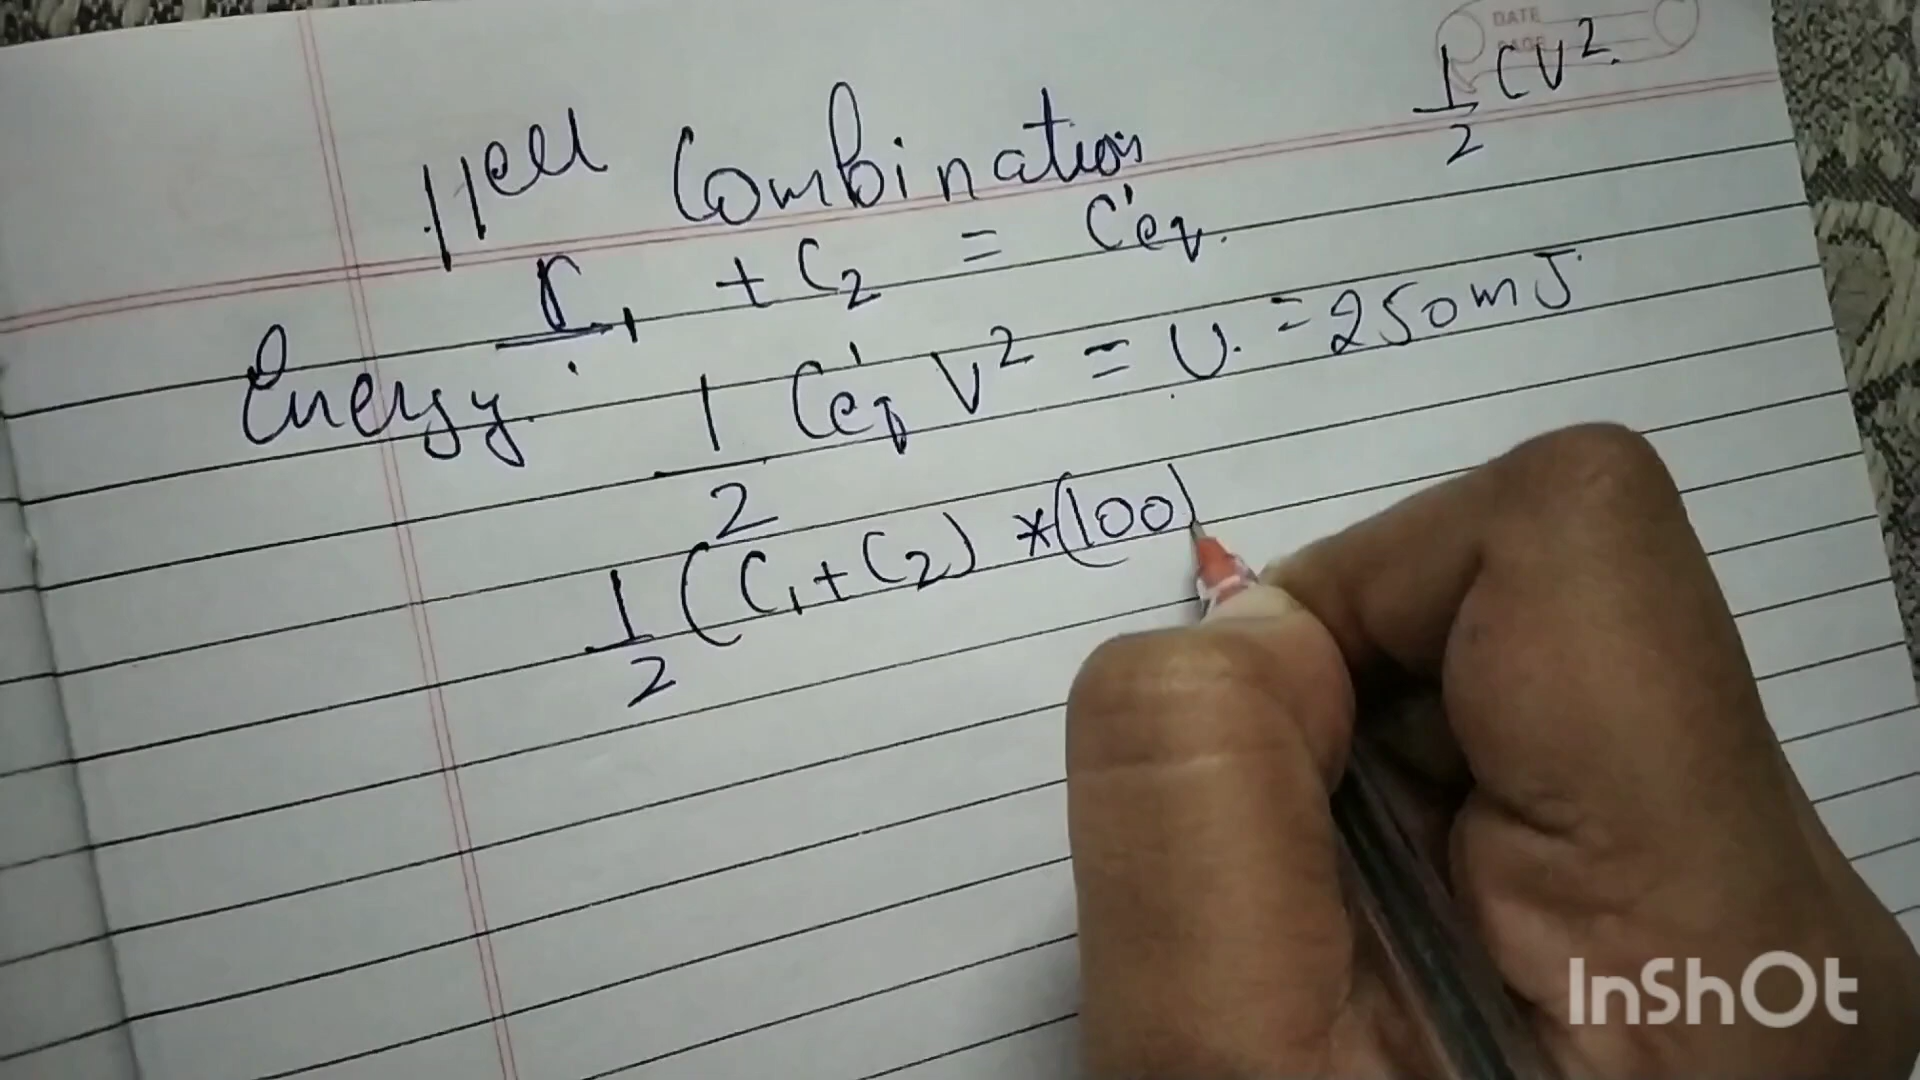 DATE
PAGE
1/2 CV².
||ell Combination
C₁ + C₂ = C'eq.
Energy. 1/2 C'eq V² = U. = 250mJ
1/2 (C₁+C₂) *(100)
InShOt